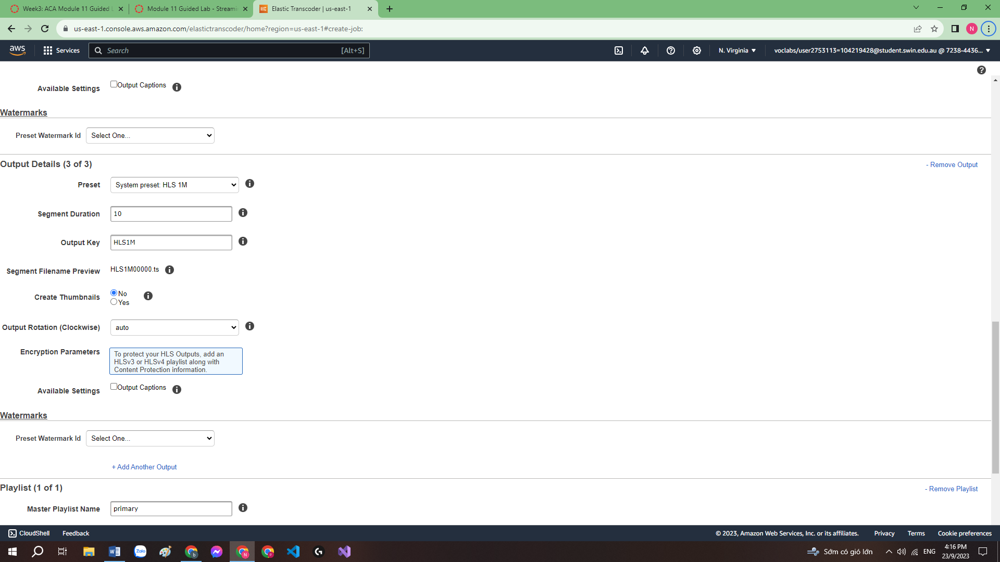 Week3: ACA Module 11 Guided L
Module 11 Guided Lab - Streamin
Elastic Transcoder | us-east-1
us-east-1.console.aws.amazon.com/elastictranscoder/home?region=us-east-1#create-job:
N
aws
Services
Search
[Alt+S]
N. Virginia
voclabs/user2753113=104219428@student.swin.edu.au @ 7238-4436...
Available Settings
Output Captions
Watermarks
Preset Watermark Id
Select One...
Output Details (3 of 3)
- Remove Output
Preset
System preset: HLS 1M
Segment Duration
10
Output Key
HLS1M
Segment Filename Preview
HLS1M00000.ts
Create Thumbnails
No
Yes
Output Rotation (Clockwise)
auto
Encryption Parameters
To protect your HLS Outputs, add an
HLSv3 or HLSv4 playlist along with
Content Protection information.
Available Settings
Output Captions
Watermarks
Preset Watermark Id
Select One...
+ Add Another Output
Playlist (1 of 1)
- Remove Playlist
Master Playlist Name
primary
CloudShell
Feedback
© 2023, Amazon Web Services, Inc. or its affiliates.
Privacy
Terms
Cookie preferences
Zalo
Sớm có gió lớn
ENG
4:16 PM
23/9/2023